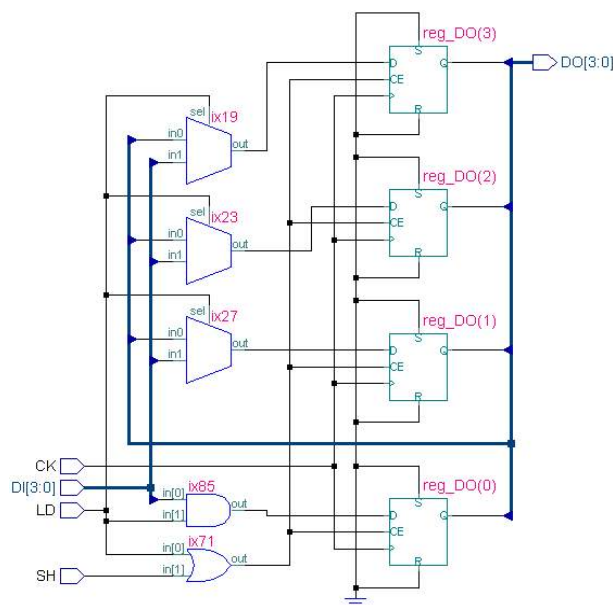 reg_DO(3)
S
D Q
CE
R
DO[3:0]
sel ix19
in0
in1
out
reg_DO(2)
S
D Q
CE
R
sel ix23
in0
in1
out
reg_DO(1)
S
D Q
CE
R
sel ix27
in0
in1
out
CK
DI[3:0]
LD
SH
ix85
in[0]
in[1]
out
ix71
in[0]
in[1]
out
reg_DO(0)
S
D Q
CE
R